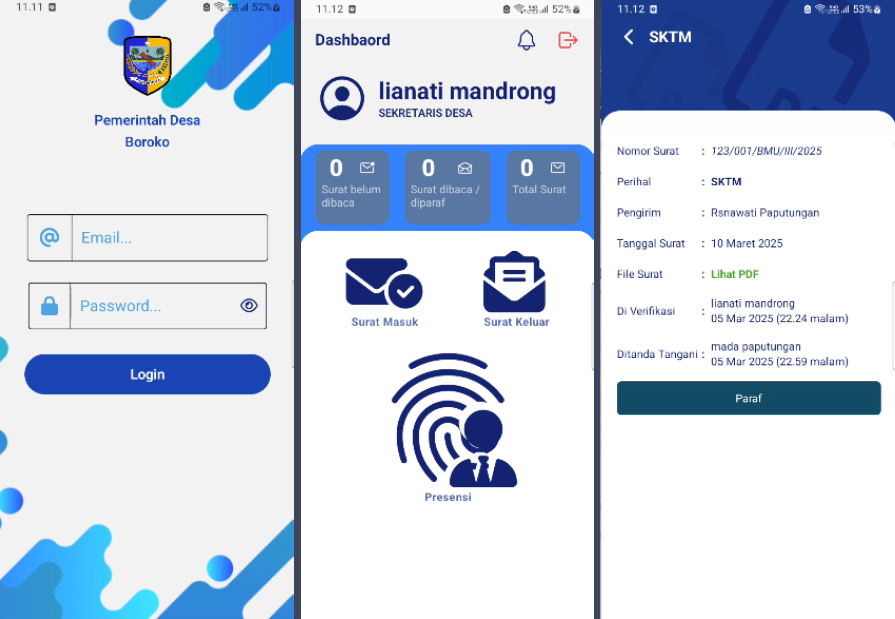 11.11
52%
Pemerintah Desa
Boroko
Email...
Password...
Login
11.12
52%
Dashbaord
lianati mandrong
SEKRETARIS DESA
0
Surat belum
dibaca
0
Surat dibaca /
diparaf
0
Total Surat
Surat Masuk
Surat Keluar
Presensi
11.12
53%
SKTM
Nomor Surat : 123/001/BMU/III/2025
Perihal : SKTM
Pengirim : Rsnawati Paputungan
Tanggal Surat : 10 Maret 2025
File Surat : Lihat PDF
Di Verifikasi : lianati mandrong
05 Mar 2025 (22.24 malam)
Ditanda Tangani : mada paputungan
05 Mar 2025 (22.59 malam)
Paraf